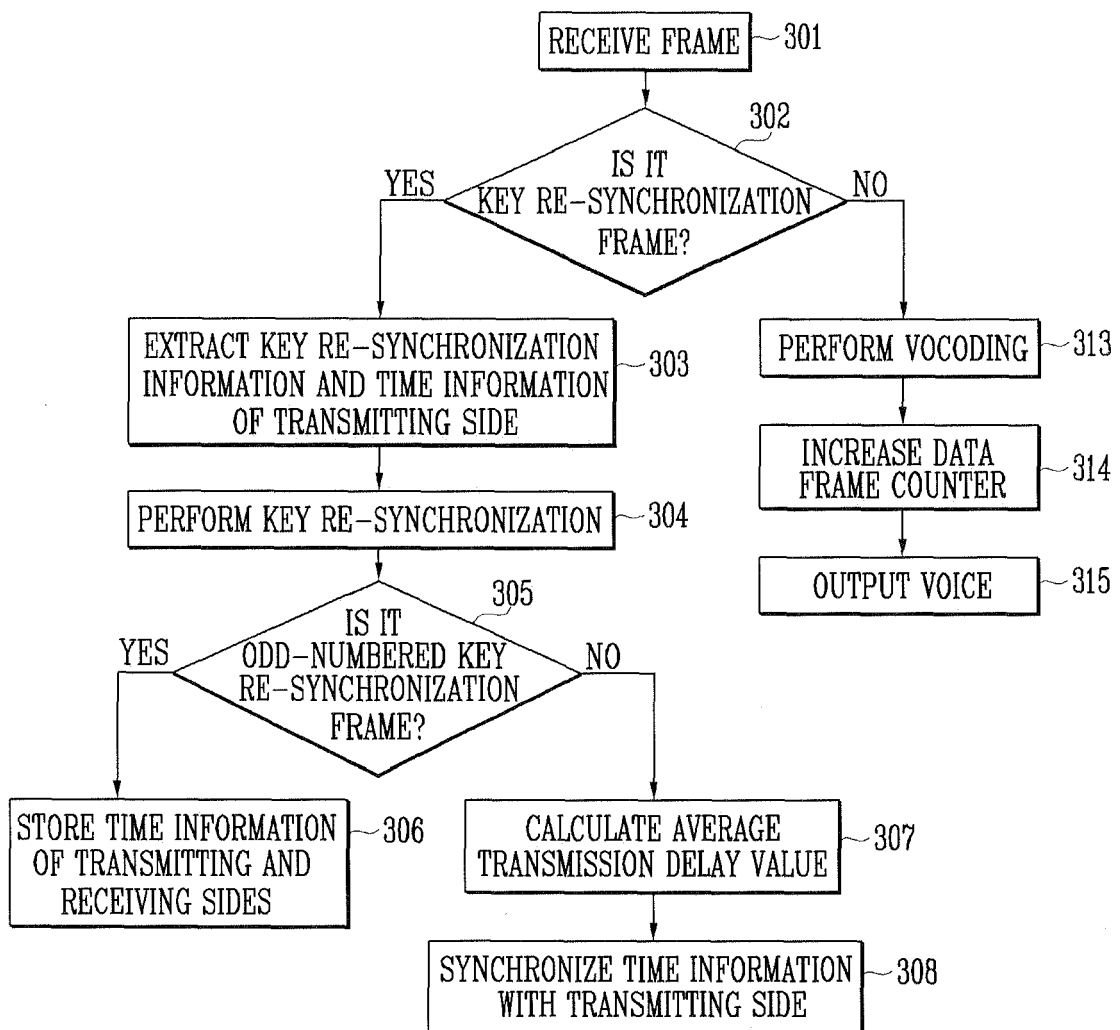 RECEIVE FRAME
301
302
IS IT
KEY RE-SYNCHRONIZATION
FRAME?
YES
NO
EXTRACT KEY RE-SYNCHRONIZATION
INFORMATION AND TIME INFORMATION
OF TRANSMITTING SIDE
303
PERFORM VOCODING
313
INCREASE DATA
FRAME COUNTER
314
PERFORM KEY RE-SYNCHRONIZATION
304
OUTPUT VOICE
315
305
IS IT
ODD-NUMBERED KEY
RE-SYNCHRONIZATION
FRAME?
YES
NO
STORE TIME INFORMATION
OF TRANSMITTING AND
RECEIVING SIDES
306
CALCULATE AVERAGE
TRANSMISSION DELAY VALUE
307
SYNCHRONIZE TIME INFORMATION
WITH TRANSMITTING SIDE
308